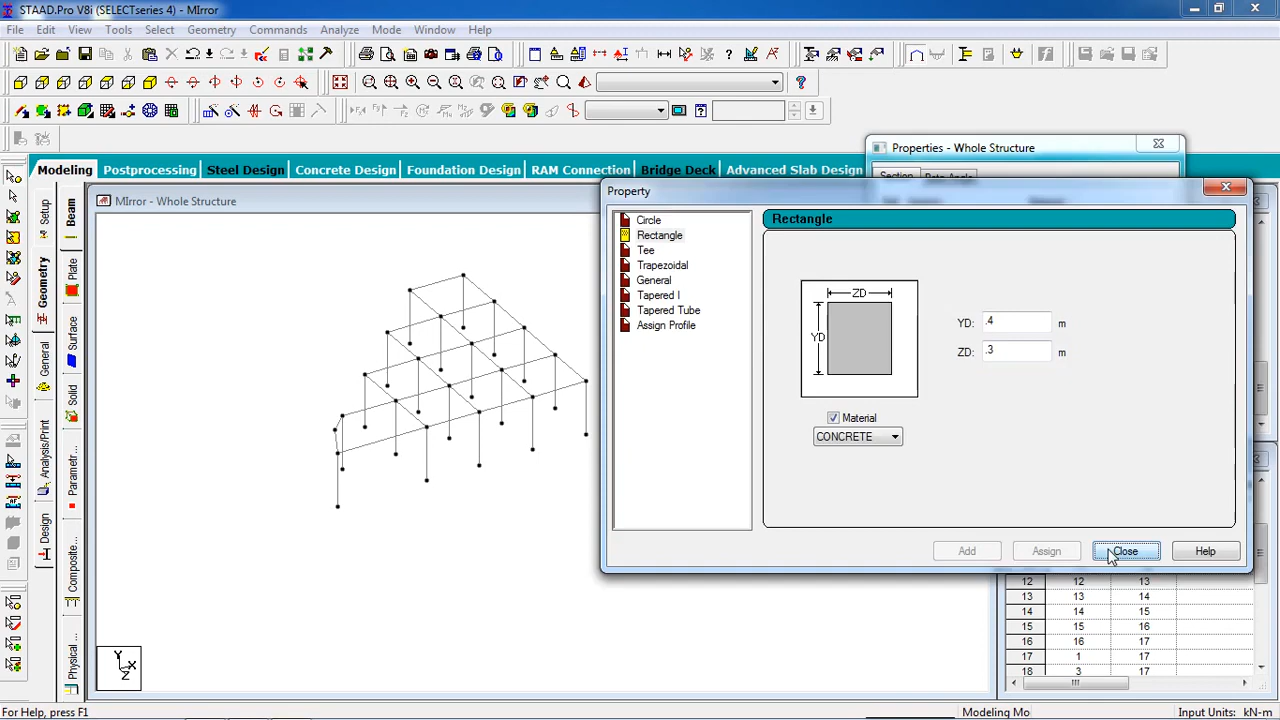 STAAD.Pro V8i (SELECTseries 4) - MIrror
File Edit View Tools Select Geometry Commands Analyze Mode Window Help
Modeling Postprocessing Steel Design Concrete Design Foundation Design RAM Connection Bridge Deck Advanced Slab Design
Properties - Whole Structure
Section
MIrror - Whole Structure
Property
Setup
Geometry
General
Analysis/Print
Design
Beam
Plate
Surface
Solid
Parametr...
Composite...
Physical ...
Circle
Rectangle
Tee
Trapezoidal
General
Tapered I
Tapered Tube
Assign Profile
Rectangle
ZD
YD
YD: .4 m
ZD: .3 m
Material
CONCRETE
Add Assign Close Help
12 12 13
13 13 14
14 14 15
15 15 16
16 16 17
17 1 17
18 3 17
Y
X
Z
For Help, press F1
Modeling Mo
Input Units: kN-m